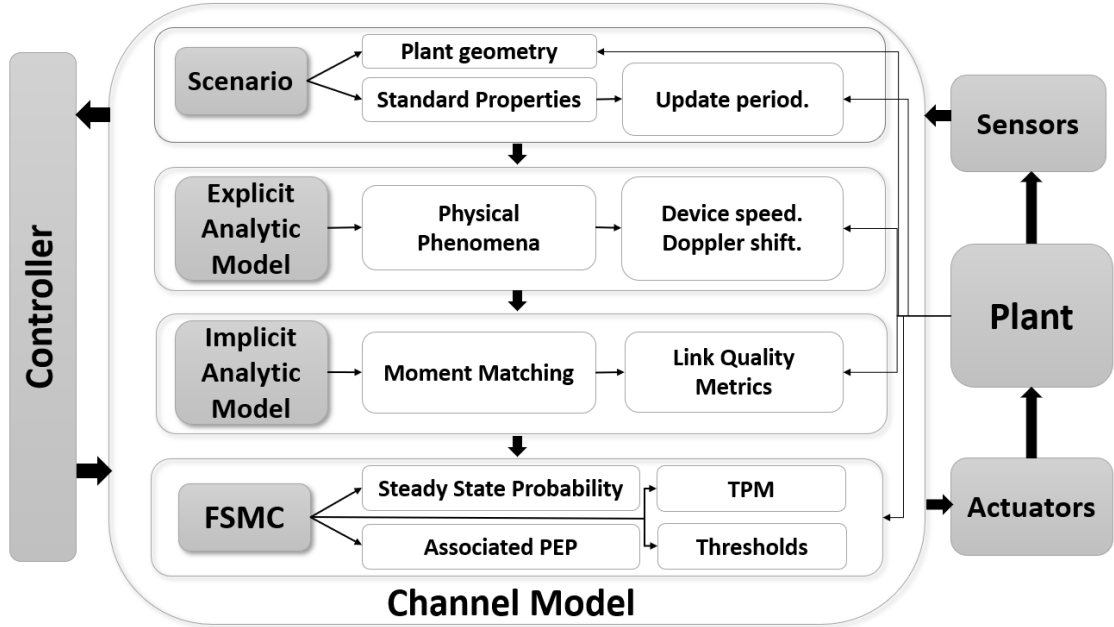 Controller
Scenario
Plant geometry
Standard Properties
Update period.
Explicit
Analytic
Model
Physical
Phenomena
Device speed.
Doppler shift.
Implicit
Analytic
Model
Moment Matching
Link Quality
Metrics
FSMC
Steady State Probability
TPM
Associated PEP
Thresholds
Channel Model
Sensors
Plant
Actuators